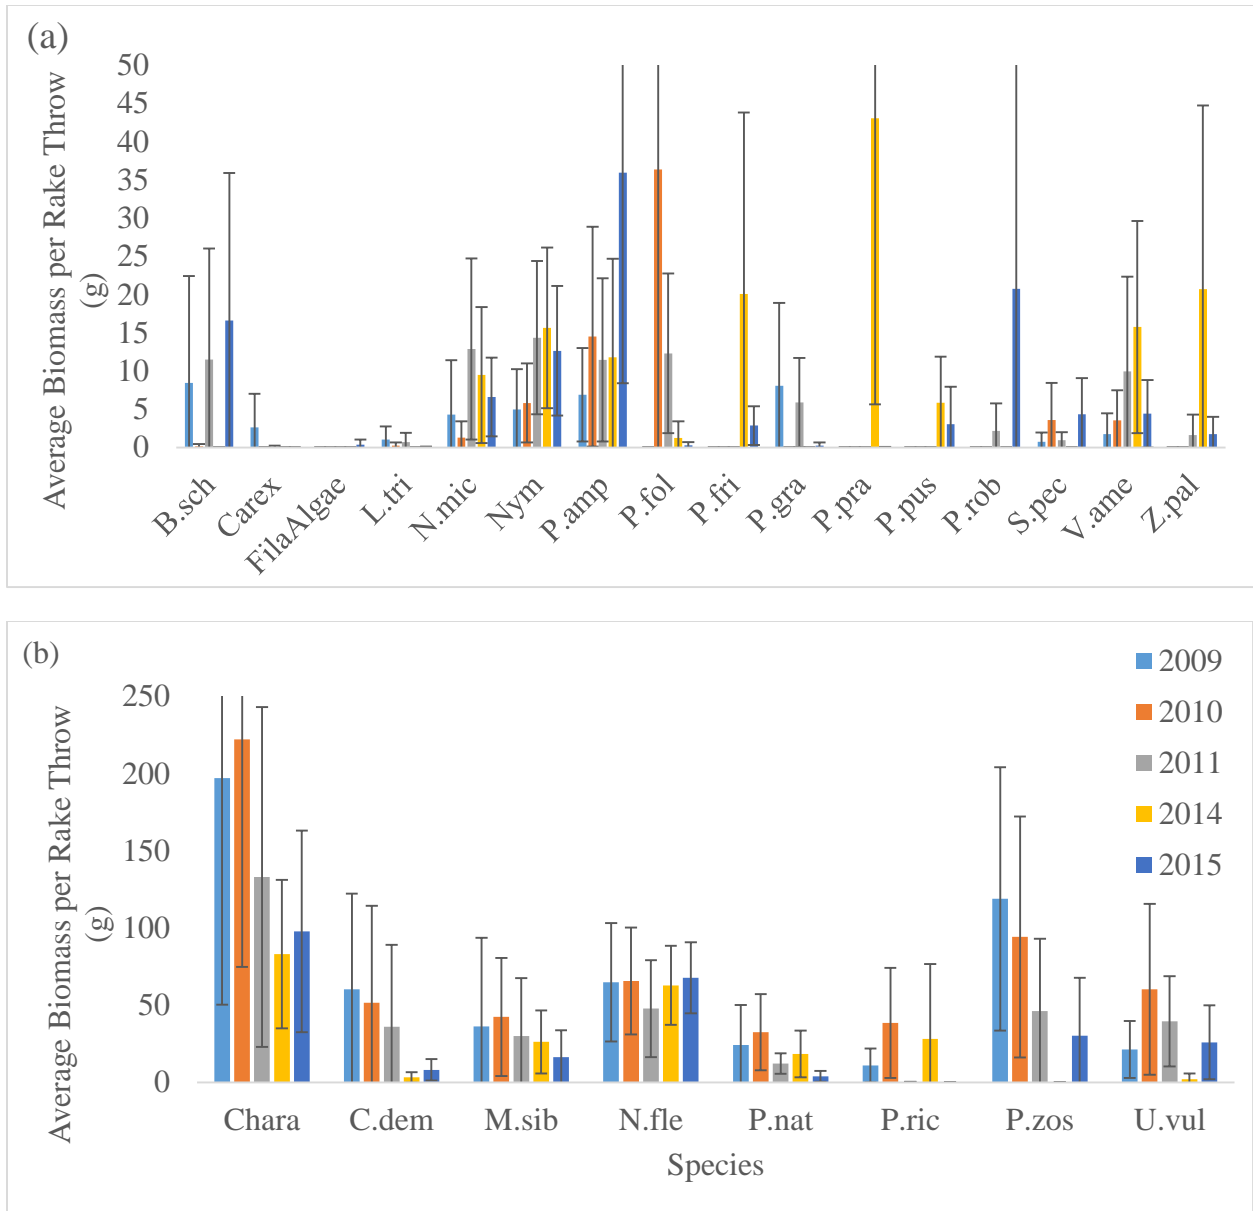 (a)
Average Biomass per Rake Throw
(g)
50
45
40
35
30
25
20
15
10
5
0
B.sch
Carex
FilaAlgae
L.tri
N.mic
Nym
P.amp
P.fol
P.fri
P.gra
P.pra
P.pus
P.rob
S.pec
V.ame
Z.pal
(b)
Average Biomass per Rake Throw
(g)
250
200
150
100
50
0
2009
2010
2011
2014
2015
Chara
C.dem
M.sib
N.fle
P.nat
P.ric
P.zos
U.vul
Species